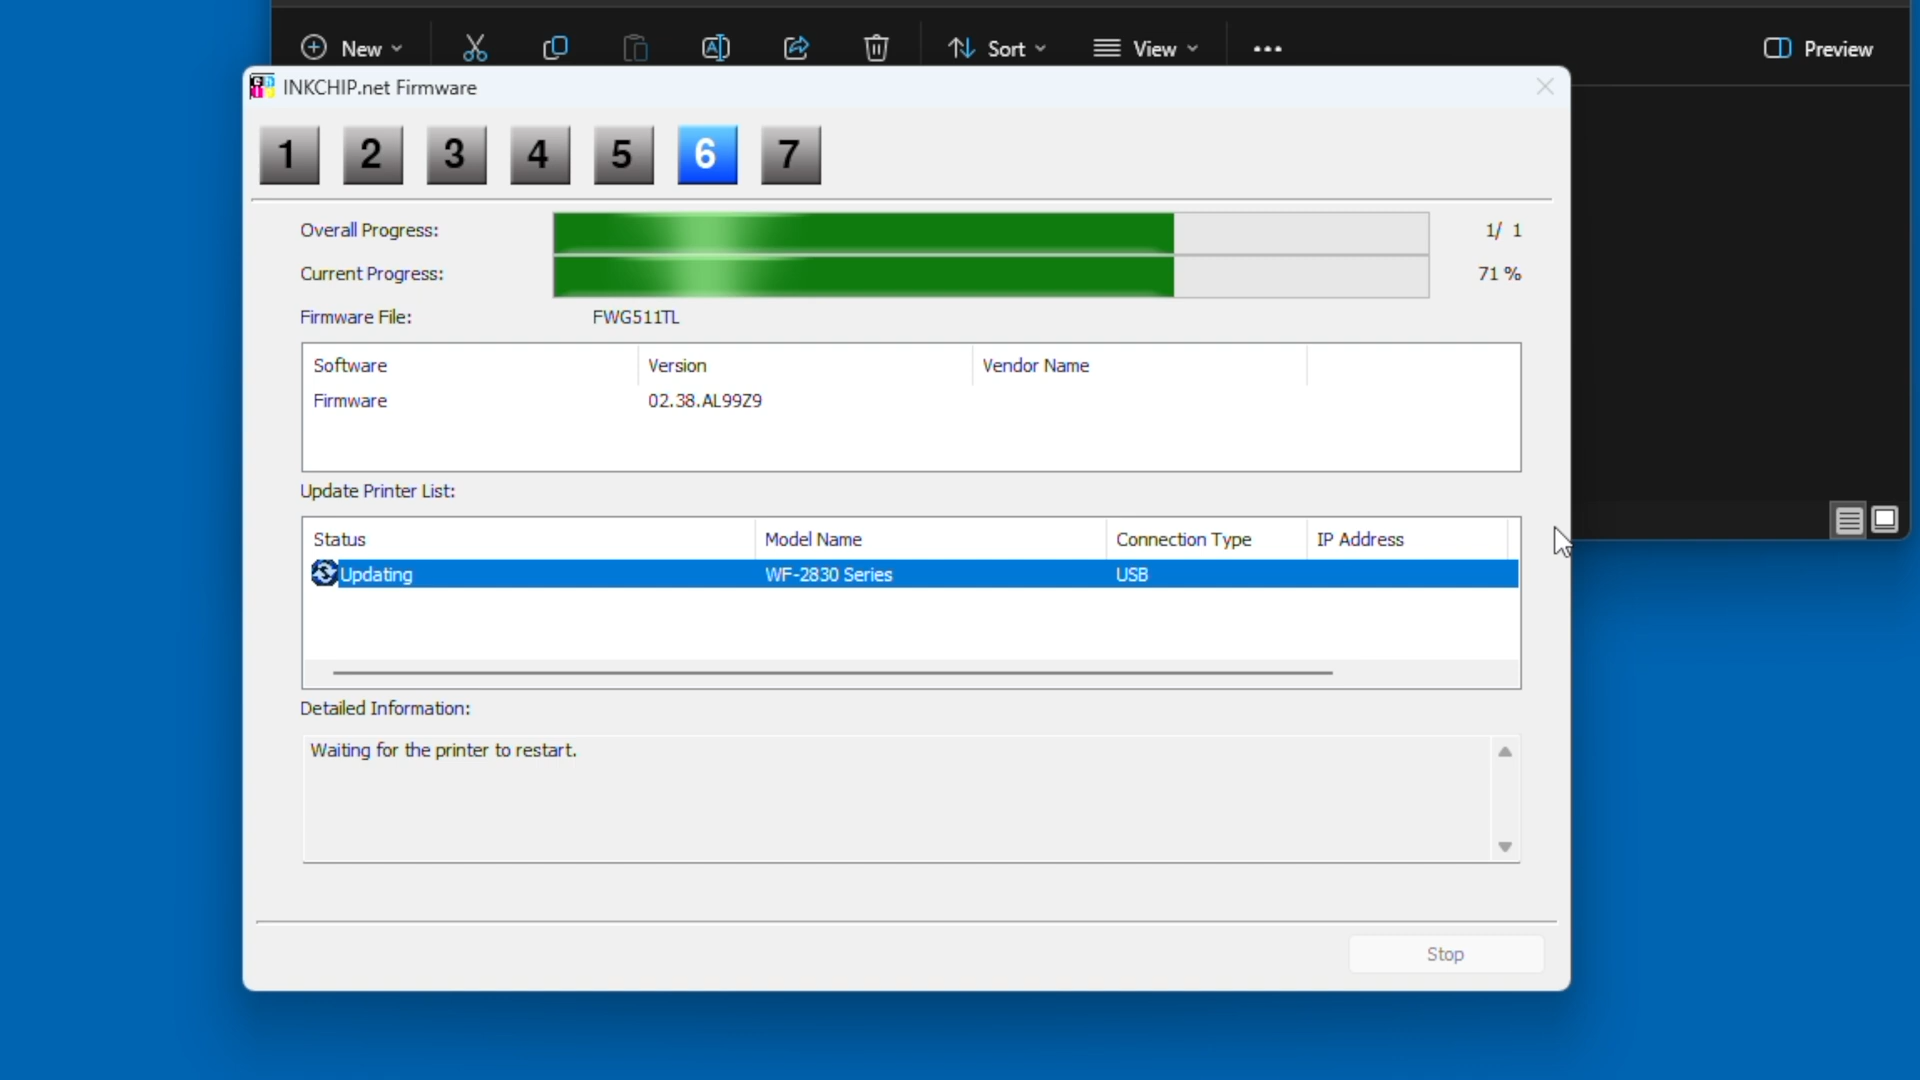 New
Sort
View
Preview
INKCHIP.net Firmware
1 2 3 4 5 6 7
Overall Progress: 1/ 1
Current Progress: 71 %
Firmware File: FWG511TL
Software Version Vendor Name
Firmware 02.38.AL99Z9
Update Printer List:
Status Model Name Connection Type IP Address
Updating WF-2830 Series USB
Detailed Information:
Waiting for the printer to restart.
Stop